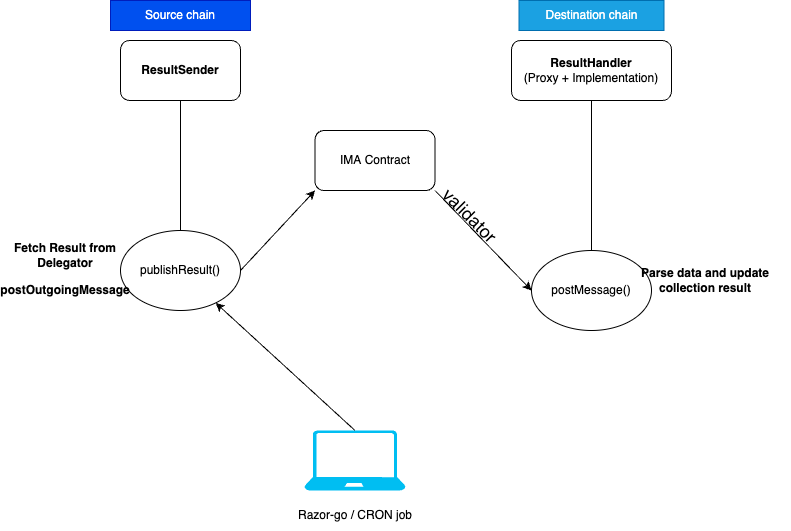 Source chain
Destination chain
ResultSender
ResultHandler
(Proxy + Implementation)
IMA Contract
validator
Fetch Result from
Delegator
postOutgoingMessage
publishResult()
postMessage()
Parse data and update
collection result
Razor-go / CRON job